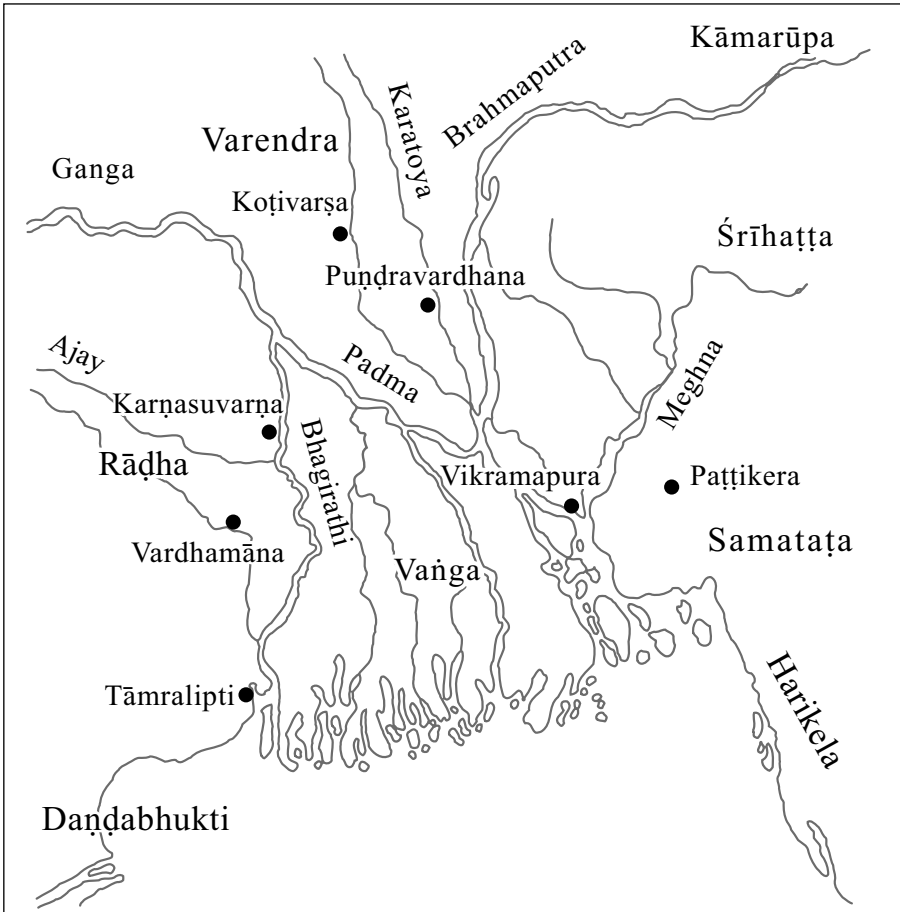 Kāmarūpa
Brahmaputra
Karatoya
Varendra
Ganga
Koṭivarṣa
Śrīhaṭṭa
Puṇḍravardhana
Ajay
Padma
Meghna
Karṇasuvarṇa
Bhagirathi
Rāḍha
Vikramapura
Paṭṭikera
Vardhamāna
Vaṅga
Samataṭa
Tāmralipti
Harikela
Daṇḍabhukti